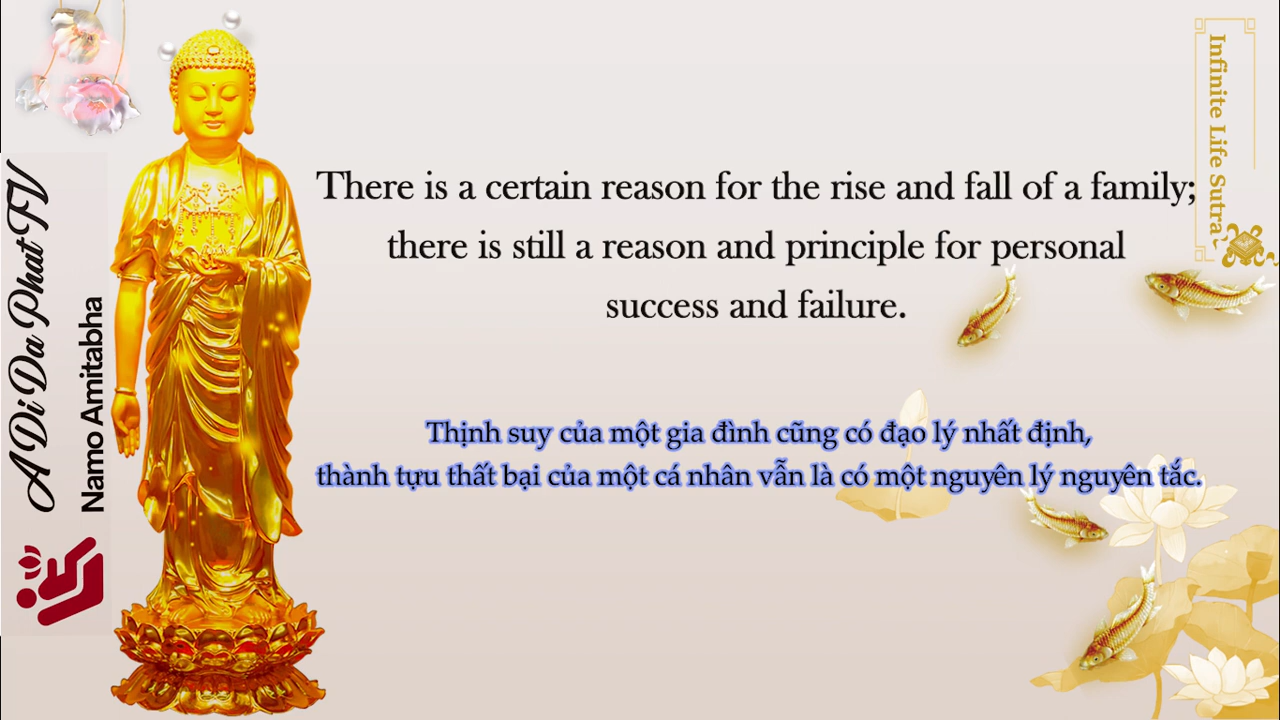 A Di Da Phat TV
Namo Amitabha
There is a certain reason for the rise and fall of a family;
there is still a reason and principle for personal
success and failure.
Thịnh suy của một gia đình cũng có đạo lý nhất định,
thành tựu thất bại của một cá nhân vẫn là có một nguyên lý nguyên tắc.
Infinite Life Sutra